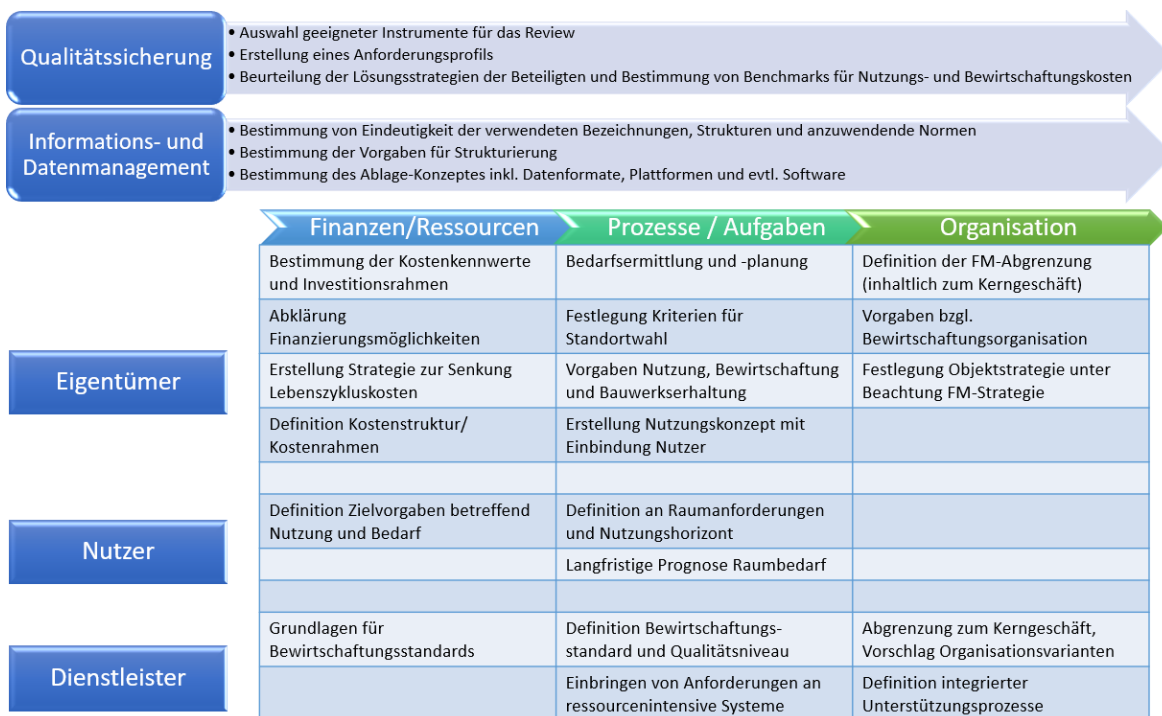 Qualitätssicherung
• Auswahl geeigneter Instrumente für das Review
• Erstellung eines Anforderungsprofils
• Beurteilung der Lösungsstrategien der Beteiligten und Bestimmung von Benchmarks für Nutzungs- und Bewirtschaftungskosten
Informations- und
Datenmanagement
• Bestimmung von Eindeutigkeit der verwendeten Bezeichnungen, Strukturen und anzuwendende Normen
• Bestimmung der Vorgaben für Strukturierung
• Bestimmung des Ablage-Konzeptes inkl. Datenformate, Plattformen und evtl. Software
Finanzen/Ressourcen
Prozesse / Aufgaben
Organisation
Eigentümer
Bestimmung der Kostenkennwerte
und Investitionsrahmen
Bedarfsermittlung und -planung
Definition der FM-Abgrenzung
(inhaltlich zum Kerngeschäft)
Abklärung
Finanzierungsmöglichkeiten
Festlegung Kriterien für
Standortwahl
Vorgaben bzgl.
Bewirtschaftungsorganisation
Erstellung Strategie zur Senkung
Lebenszykluskosten
Vorgaben Nutzung, Bewirtschaftung
und Bauwerkserhaltung
Festlegung Objektstrategie unter
Beachtung FM-Strategie
Definition Kostenstruktur/
Kostenrahmen
Erstellung Nutzungskonzept mit
Einbindung Nutzer
Nutzer
Definition Zielvorgaben betreffend
Nutzung und Bedarf
Definition an Raumanforderungen
und Nutzungshorizont
Langfristige Prognose Raumbedarf
Dienstleister
Grundlagen für
Bewirtschaftungsstandards
Definition Bewirtschaftungs-
standard und Qualitätsniveau
Abgrenzung zum Kerngeschäft,
Vorschlag Organisationsvarianten
Einbringen von Anforderungen an
ressourcenintensive Systeme
Definition integrierter
Unterstützungsprozesse